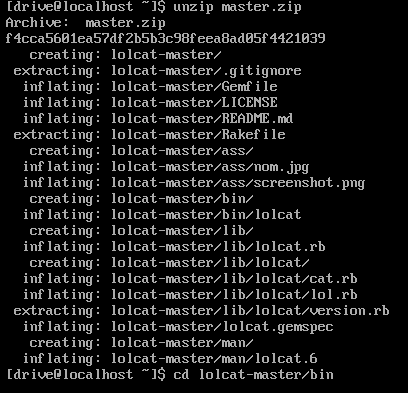 [drive@localhost ~]$ unzip master.zip
Archive:  master.zip
f4cca5601ea57df2b5b3c98feea8ad05f4421039
   creating: lolcat-master/
 extracting: lolcat-master/.gitignore
  inflating: lolcat-master/Gemfile
  inflating: lolcat-master/LICENSE
  inflating: lolcat-master/README.md
 extracting: lolcat-master/Rakefile
   creating: lolcat-master/ass/
  inflating: lolcat-master/ass/nom.jpg
  inflating: lolcat-master/ass/screenshot.png
   creating: lolcat-master/bin/
  inflating: lolcat-master/bin/lolcat
   creating: lolcat-master/lib/
  inflating: lolcat-master/lib/lolcat.rb
   creating: lolcat-master/lib/lolcat/
  inflating: lolcat-master/lib/lolcat/cat.rb
  inflating: lolcat-master/lib/lolcat/lol.rb
 extracting: lolcat-master/lib/lolcat/version.rb
  inflating: lolcat-master/lolcat.gemspec
   creating: lolcat-master/man/
  inflating: lolcat-master/man/lolcat.6
[drive@localhost ~]$ cd lolcat-master/bin